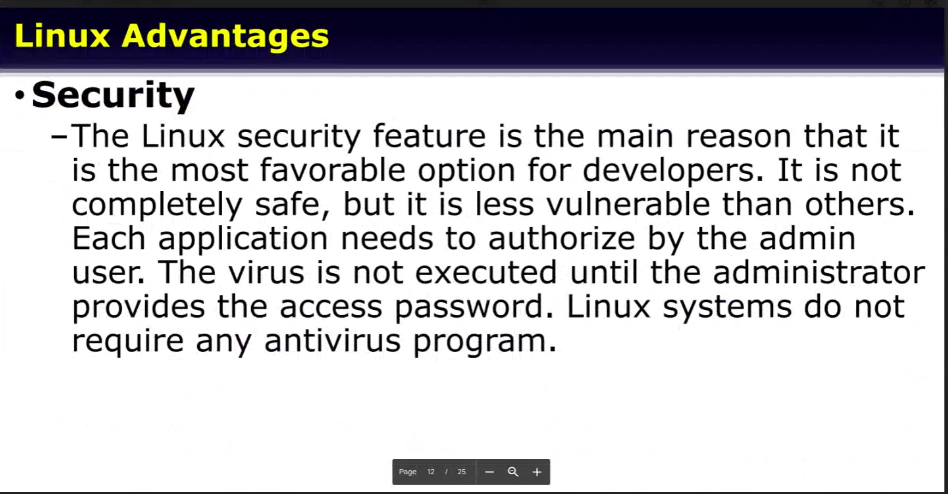 Linux Advantages
• Security
–The Linux security feature is the main reason that it
is the most favorable option for developers. It is not
completely safe, but it is less vulnerable than others.
Each application needs to authorize by the admin
user. The virus is not executed until the administrator
provides the access password. Linux systems do not
require any antivirus program.
Page 12 / 25 — +